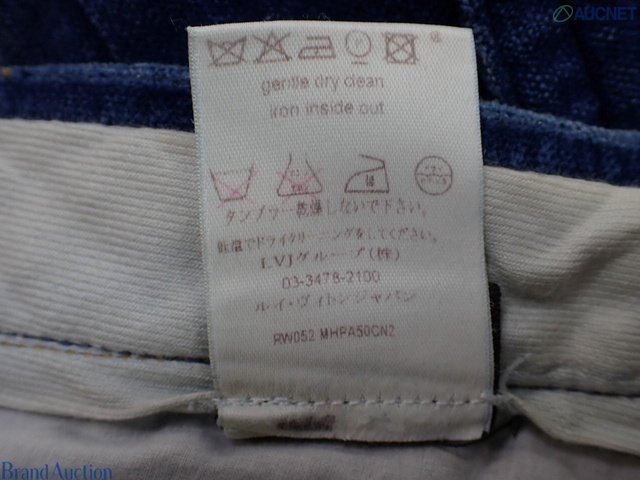 AUCNET
gentle dry clean
iron inside out
タンブラー乾燥しないで下さい。
低温でドライクリーニングをしてください。
LVJグループ(株)
03-3478-2100
ルイ・ヴィトン ジャパン
RW052 MHPA50CN2
Brand Auction